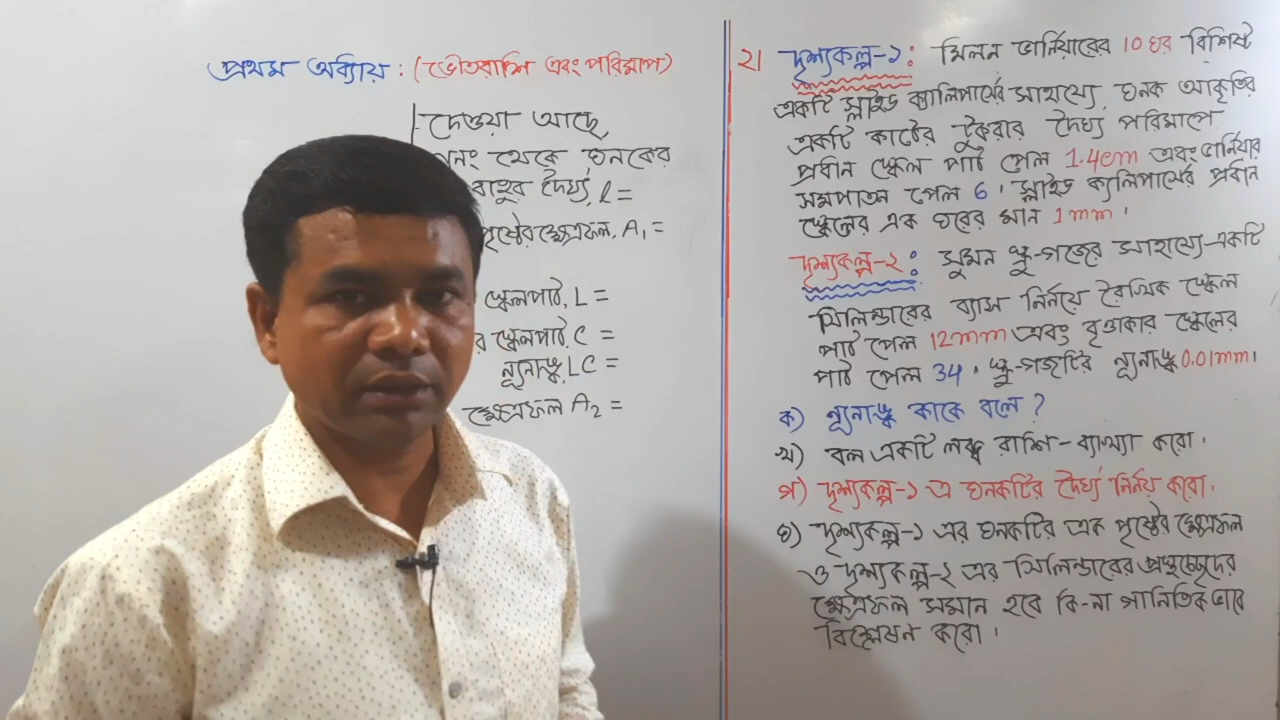 প্রথম অধ্যায় : (ভৌতরাশি এবং পরিমাপ)
দেওয়া আছে,
থেকে ঘনকের
বাহুর দৈর্ঘ্য, l =
পৃষ্ঠের ক্ষেত্রফল, A₁ =
স্কেলপাঠ, L =
র স্কেলপাঠ, C =
ন্যূনাঙ্ক, LC =
ক্ষেত্রফল A₂ =
২। দৃশ্যকল্প-১: মিলন ভার্নিয়ারের 10 ঘর বিশিষ্ট
একটি স্লাইড ক্যালিপার্সের সাহায্যে ঘনক আকৃতির
একটি কাঠের টুকরার দৈর্ঘ্য পরিমাপে
প্রধান স্কেল পাঠ পেল 1.4cm এবং ভার্নিয়ার
সমপাতন পেল 6। স্লাইড ক্যালিপার্সের প্রধান
স্কেলের এক ঘরের মান 1mm।
দৃশ্যকল্প-২: সুমন স্ক্রু-গজের সাহায্যে একটি
সিলিন্ডারের ব্যাস নির্ণয়ে রৈখিক স্কেল
পাঠ পেল 12mm এবং বৃত্তাকার স্কেলের
পাঠ পেল 34। স্ক্রু-গজটির ন্যূনাঙ্ক 0.01mm।
ক) ন্যূনাঙ্ক কাকে বলে?
খ) বল একটি লব্ধ রাশি-ব্যাখ্যা করো।
গ) দৃশ্যকল্প-১ এ ঘনকটির দৈর্ঘ্য নির্ণয় করো।
ঘ) দৃশ্যকল্প-১ এর ঘনকটির এক পৃষ্ঠের ক্ষেত্রফল
ও দৃশ্যকল্প-২ এর সিলিন্ডারের প্রস্থচ্ছেদের
ক্ষেত্রফল সমান হবে কি-না গানিতিক ভাবে
বিশ্লেষন করো।